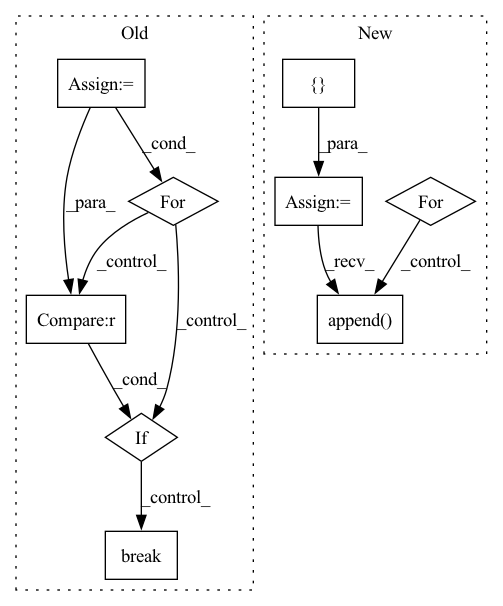 Old
New
Assign:=
{}
_cond_
_para_
_para_
For
Assign:=
For
_control_
_recv_
_control_
_control_
Compare:r
append()
_cond_
If
_control_
break